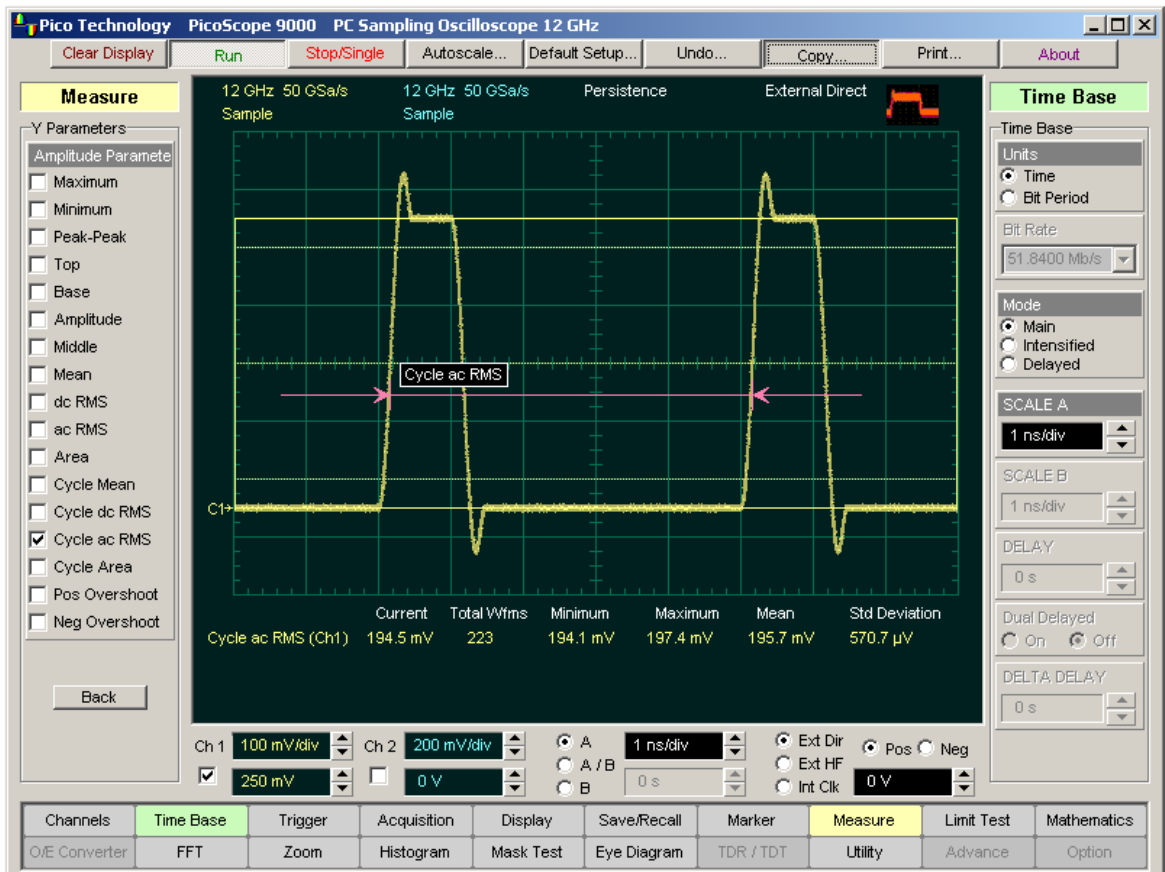 Pico Technology PicoScope 9000 PC Sampling Oscilloscope 12 GHz
Clear Display Run Stop/Single Autoscale... Default Setup... Undo... Copy... Print... About
Measure
Y Parameters
Amplitude Paramete
Maximum
Minimum
Peak-Peak
Top
Base
Amplitude
Middle
Mean
dc RMS
ac RMS
Area
Cycle Mean
Cycle dc RMS
Cycle ac RMS
Cycle Area
Pos Overshoot
Neg Overshoot
Back
12 GHz 50 GSa/s 12 GHz 50 GSa/s Persistence External Direct
Sample Sample
Cycle ac RMS
C1
Current Total Wfms Minimum Maximum Mean Std Deviation
Cycle ac RMS (Ch1) 194.5 mV 223 194.1 mV 197.4 mV 195.7 mV 570.7 µV
Time Base
Time Base
Units
Time
Bit Period
Bit Rate
51.8400 Mb/s
Mode
Main
Intensified
Delayed
SCALE A
1 ns/div
SCALE B
1 ns/div
DELAY
0 s
Dual Delayed
On Off
DELTA DELAY
0 s
Ch 1 100 mV/div Ch 2 200 mV/div A 1 ns/div Ext Dir Pos Neg
A / B Ext HF
250 mV 0 V B 0 s Int Clk 0 V
Channels Time Base Trigger Acquisition Display Save/Recall Marker Measure Limit Test Mathematics
O/E Converter FFT Zoom Histogram Mask Test Eye Diagram TDR / TDT Utility Advance Option